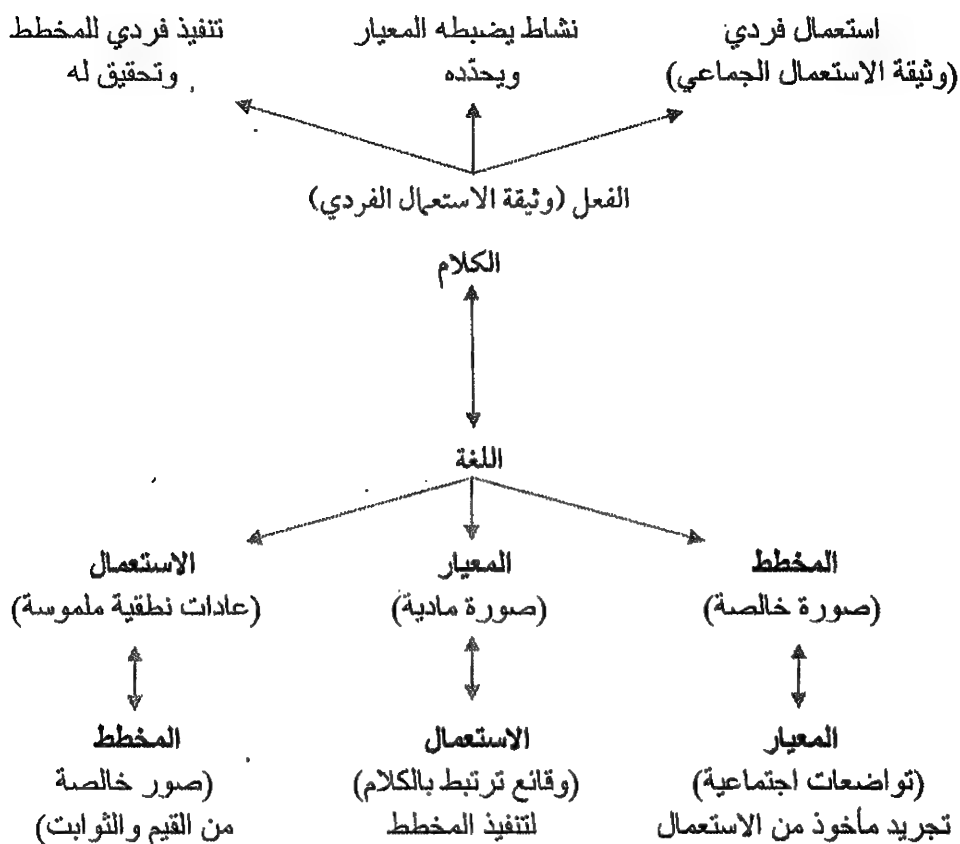 استعمال فردي
(وثيقة الاستعمال الجماعي)
نشاط يضبطه المعيار
ويحدّده
تنفيذ فردي للمخطط
وتحقيق له
الفعل (وثيقة الاستعمال الفردي)
الكلام
اللغة
المخطط
(صورة خالصة)
المعيار
(صورة مادية)
الاستعمال
(عادات نطقية ملموسة)
المعيار
(تواضعات اجتماعية)
تجريد مأخوذ من الاستعمال
الاستعمال
(وقائع ترتبط بالكلام)
لتنفيذ المخطط
المخطط
(صور خالصة
من القيم والثوابت)